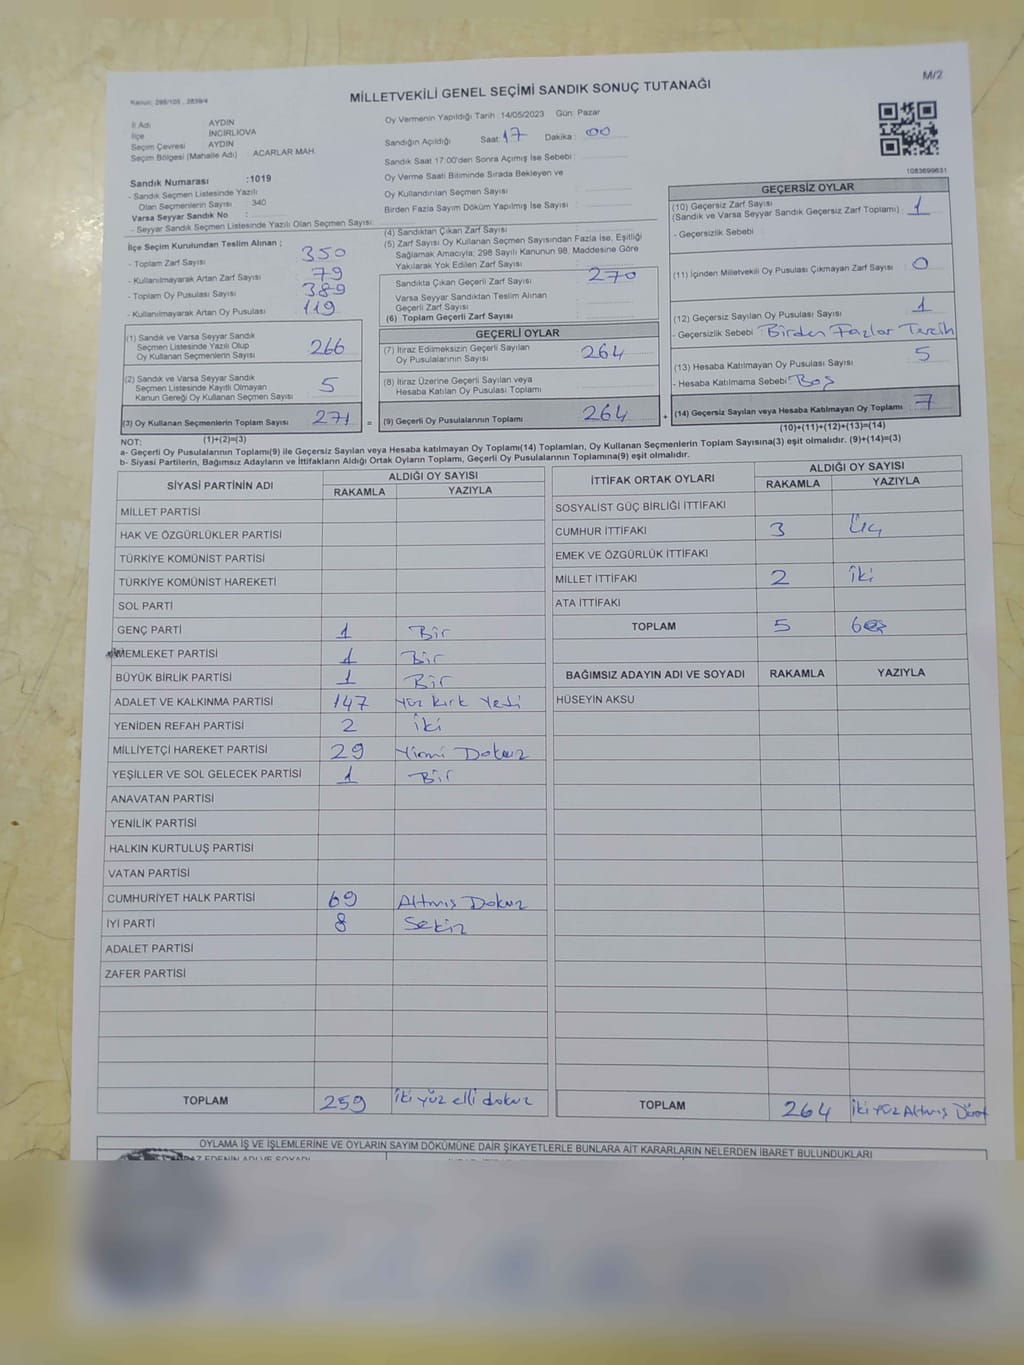 M/2
Kanun: 298/105 , 2839/4
MİLLETVEKİLİ GENEL SEÇİMİ SANDIK SONUÇ TUTANAĞI
İl Adı : AYDIN
İlçe : İNCİRLİOVA
Seçim Çevresi : AYDIN
Seçim Bölgesi (Mahalle Adı) : ACARLAR MAH.
Sandık Numarası :1019
- Sandık Seçmen Listesinde Yazılı
Olan Seçmenlerin Sayısı : 340
Varsa Seyyar Sandık No :
- Seyyar Sandık Seçmen Listesinde Yazılı Olan Seçmen Sayısı:
İlçe Seçim Kurulundan Teslim Alınan ;
- Toplam Zarf Sayısı : 350
- Kullanılmayarak Artan Zarf Sayısı : 79
- Toplam Oy Pusulası Sayısı : 389
- Kullanılmayarak Artan Oy Pusulası : 119
(1) Sandık ve Varsa Seyyar Sandık
Seçmen Listesinde Yazılı Olup
Oy Kullanan Seçmenlerin Sayısı : 266
(2) Sandık ve Varsa Seyyar Sandık
Seçmen Listesinde Kayıtlı Olmayan
Kanun Gereği Oy Kullanan Seçmen Sayısı : 5
(3) Oy Kullanan Seçmenlerin Toplam Sayısı : 271
(1)+(2)=(3)
Oy Vermenin Yapıldığı Tarih : 14/05/2023 Gün: Pazar
Sandığın Açıldığı Saat: 17 Dakika : 00
Sandık Saat 17:00'den Sonra Açımış İse Sebebi :
Oy Verme Saati Bitiminde Sırada Bekleyen ve
Oy Kullandırılan Seçmen Sayısı :
Birden Fazla Sayım Döküm Yapılmış İse Sayısı :
(4) Sandıktan Çıkan Zarf Sayısı :
(5) Zarf Sayısı Oy Kullanan Seçmen Sayısından Fazla İse, Eşitliği
Sağlamak Amacıyla; 298 Sayılı Kanunun 98. Maddesine Göre
Yakılarak Yok Edilen Zarf Sayısı :
Sandıkta Çıkan Geçerli Zarf Sayısı : 270
Varsa Seyyar Sandıktan Teslim Alınan
Geçerli Zarf Sayısı :
(6) Toplam Geçerli Zarf Sayısı :
GEÇERLİ OYLAR
(7) İtiraz Edilmeksizin Geçerli Sayılan
Oy Pusulalarının Sayısı : 264
(8) İtiraz Üzerine Geçerli Sayılan veya
Hesaba Katılan Oy Pusulası Toplamı :
= (9) Geçerli Oy Pusulalarının Toplamı : 264 +
1083699631
GEÇERSİZ OYLAR
(10) Geçersiz Zarf Sayısı
(Sandık ve Varsa Seyyar Sandık Geçersiz Zarf Toplamı) : 1
- Geçersizlik Sebebi :
(11) İçinden Milletvekili Oy Pusulası Çıkmayan Zarf Sayısı : 0
(12) Geçersiz Sayılan Oy Pusulası Sayısı : 1
- Geçersizlik Sebebi : Birden Fazlar Tercih
(13) Hesaba Katılmayan Oy Pusulası Sayısı : 5
- Hesaba Katılmama Sebebi : Boş
(14) Geçersiz Sayılan veya Hesaba Katılmayan Oy Toplamı : 7
(10)+(11)+(12)+(13)=(14)
NOT:
a- Geçerli Oy Pusulalarının Toplamı(9) ile Geçersiz Sayılan veya Hesaba katılmayan Oy Toplamı(14) Toplamları, Oy Kullanan Seçmenlerin Toplam Sayısına(3) eşit olmalıdır. (9)+(14)=(3)
b- Siyasi Partilerin, Bağımsız Adayların ve İttifakların Aldığı Ortak Oyların Toplamı, Geçerli Oy Pusulalarının Toplamına(9) eşit olmalıdır.
SİYASİ PARTİNİN ADI ALDIĞI OY SAYISI
RAKAMLA YAZIYLA
MİLLET PARTİSİ
HAK VE ÖZGÜRLÜKLER PARTİSİ
TÜRKİYE KOMÜNİST PARTİSİ
TÜRKİYE KOMÜNİST HAREKETİ
SOL PARTİ
GENÇ PARTİ 1 Bir
MEMLEKET PARTİSİ 1 Bir
BÜYÜK BİRLİK PARTİSİ 1 Bir
ADALET VE KALKINMA PARTİSİ 147 Yüz kırk Yedi
YENİDEN REFAH PARTİSİ 2 İki
MİLLİYETÇİ HAREKET PARTİSİ 29 Yirmi Dokuz
YEŞİLLER VE SOL GELECEK PARTİSİ 1 Bir
ANAVATAN PARTİSİ
YENİLİK PARTİSİ
HALKIN KURTULUŞ PARTİSİ
VATAN PARTİSİ
CUMHURİYET HALK PARTİSİ 69 Altmış Dokuz
İYİ PARTİ 8 Sekiz
ADALET PARTİSİ
ZAFER PARTİSİ
TOPLAM 259 İki yüz elli dokuz
İTTİFAK ORTAK OYLARI ALDIĞI OY SAYISI
RAKAMLA YAZIYLA
SOSYALİST GÜÇ BİRLİĞİ İTTİFAKI
CUMHUR İTTİFAKI 3 Üç
EMEK VE ÖZGÜRLÜK İTTİFAKI
MİLLET İTTİFAKI 2 İki
ATA İTTİFAKI
TOPLAM 5
BAĞIMSIZ ADAYIN ADI VE SOYADI RAKAMLA YAZIYLA
HÜSEYİN AKSU
TOPLAM 264 İki Yüz Altmış Dört
OYLAMA İŞ VE İŞLEMLERİNE VE OYLARIN SAYIM DÖKÜMÜNE DAİR ŞİKAYETLERLE BUNLARA AİT KARARLARIN NELERDEN İBARET BULUNDUKLARI